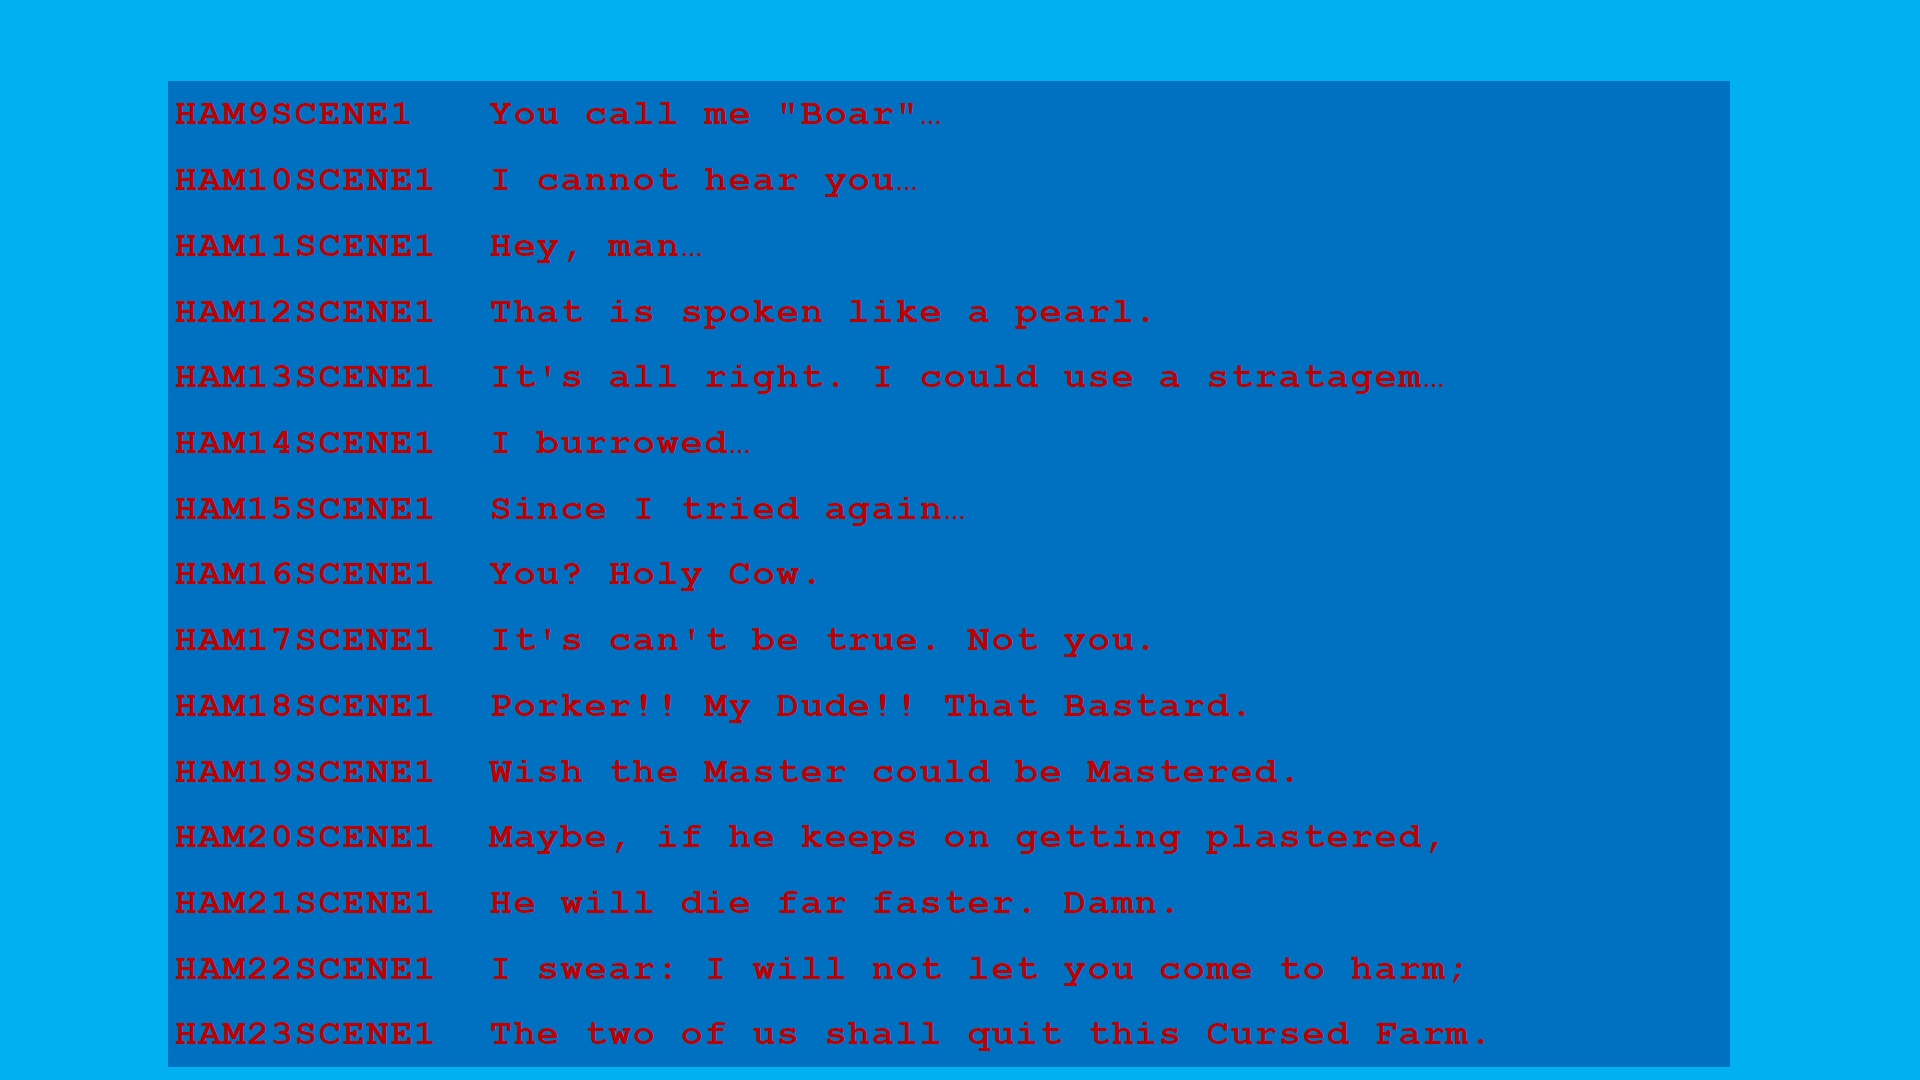 HAM9SCENE1 You call me "Boar"…
HAM10SCENE1 I cannot hear you…
HAM11SCENE1 Hey, man…
HAM12SCENE1 That is spoken like a pearl.
HAM13SCENE1 It's all right. I could use a stratagem…
HAM14SCENE1 I burrowed…
HAM15SCENE1 Since I tried again…
HAM16SCENE1 You? Holy Cow.
HAM17SCENE1 It's can't be true. Not you.
HAM18SCENE1 Porker!! My Dude!! That Bastard.
HAM19SCENE1 Wish the Master could be Mastered.
HAM20SCENE1 Maybe, if he keeps on getting plastered,
HAM21SCENE1 He will die far faster. Damn.
HAM22SCENE1 I swear: I will not let you come to harm;
HAM23SCENE1 The two of us shall quit this Cursed Farm.